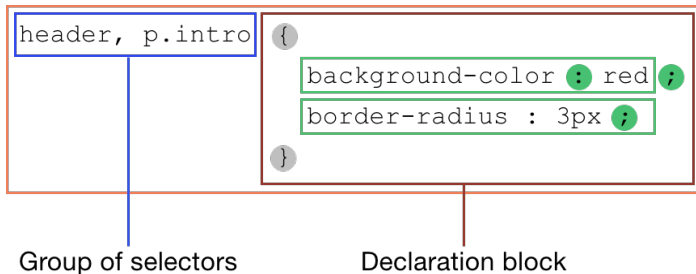 header, p.intro {
background-color : red ;
border-radius : 3px ;
}
Group of selectors
Declaration block